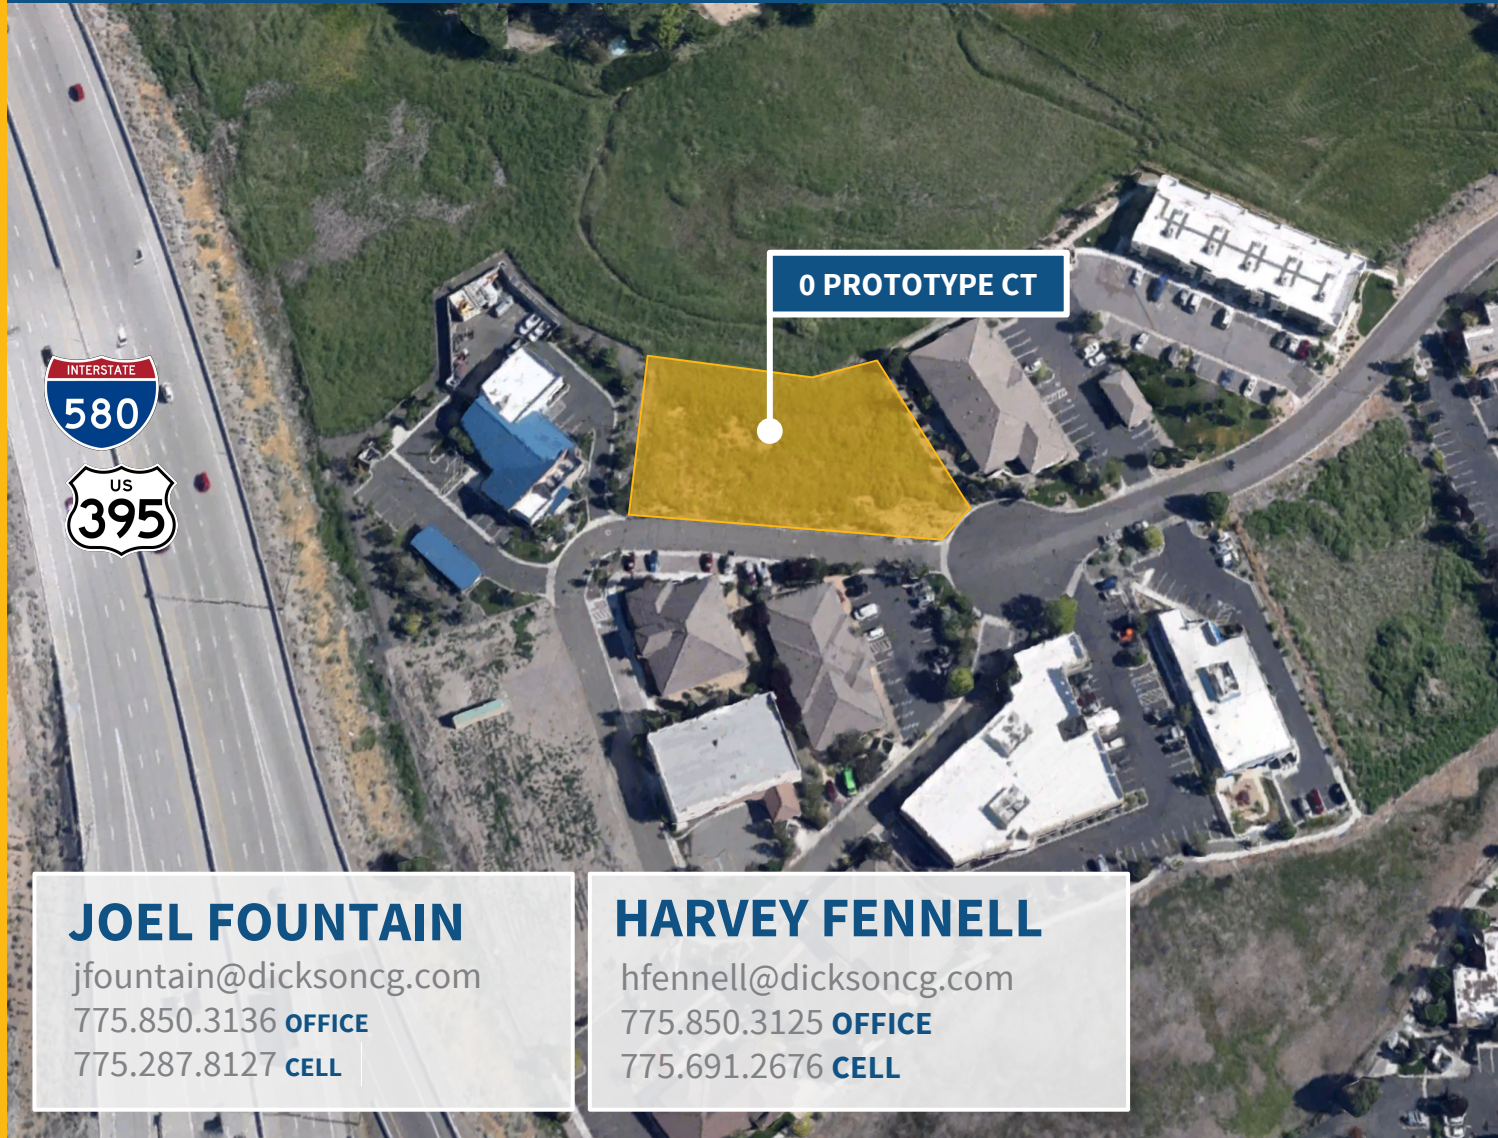 0 PROTOTYPE CT
INTERSTATE
580
US
395
JOEL FOUNTAIN
jfountain@dicksoncg.com
775.850.3136 OFFICE
775.287.8127 CELL
HARVEY FENNELL
hfennell@dicksoncg.com
775.850.3125 OFFICE
775.691.2676 CELL